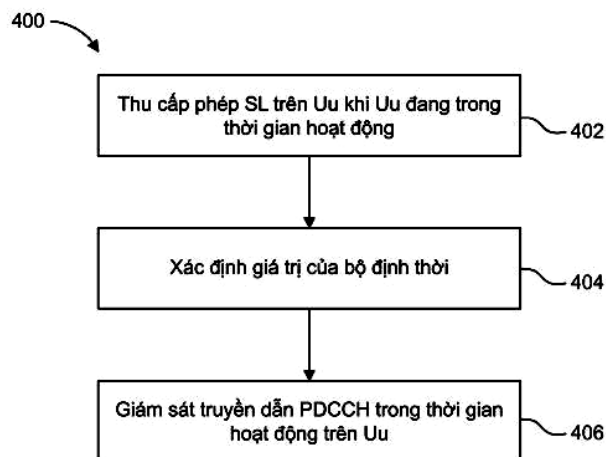 400
Thu cấp phép SL trên Uu khi Uu đang trong
thời gian hoạt động
402
Xác định giá trị của bộ định thời
404
Giám sát truyền dẫn PDCCH trong thời gian
hoạt động trên Uu
406